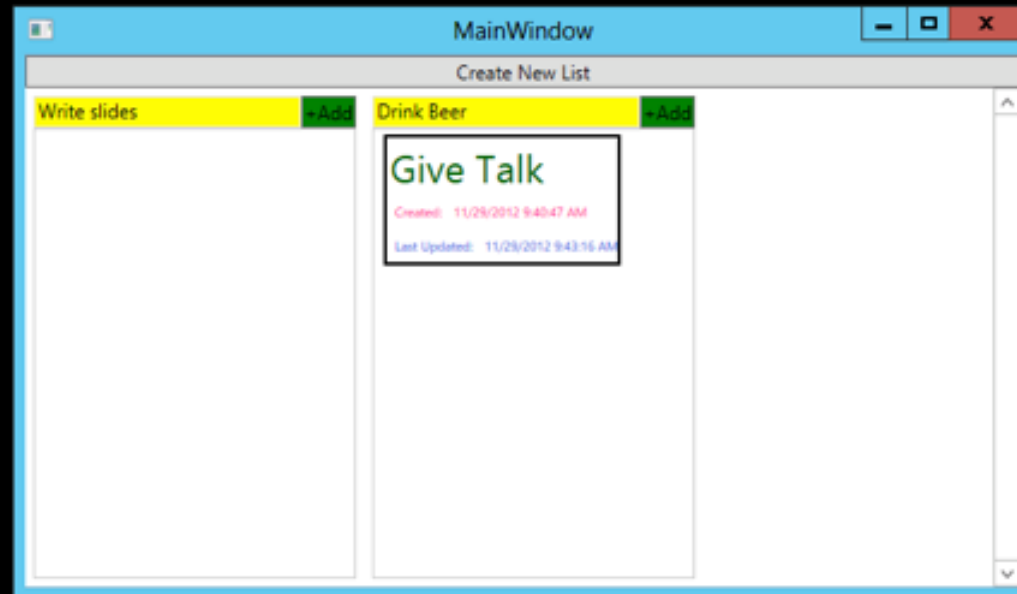 MainWindow
Create New List
Write slides +Add Drink Beer +Add
Give Talk
Created: 11/29/2012 9:40:47 AM
Last Updated: 11/29/2012 9:43:16 AM